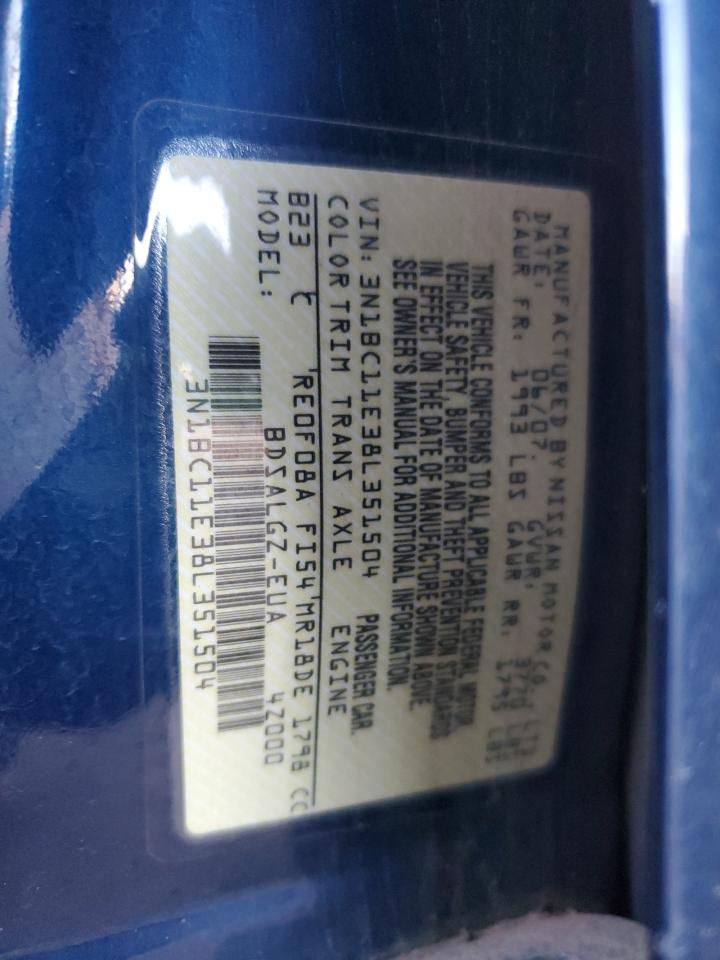 MANUFACTURED BY NISSAN MOTOR CO., LTD
DATE: 06/07. GVWR: 3770 LBS
GAWR FR: 1993 LBS GAWR RR: 1795 LBS
THIS VEHICLE CONFORMS TO ALL APPLICABLE FEDERAL MOTOR
VEHICLE SAFETY, BUMPER AND THEFT PREVENTION STANDARDS
IN EFFECT ON THE DATE OF MANUFACTURE SHOWN ABOVE.
SEE OWNER'S MANUAL FOR ADDITIONAL INFORMATION.
VIN: 3N1BC11E38L351504 PASSENGER CAR.
COLOR TRIM TRANS AXLE ENGINE
B23 C RE0F08A FI54 MR18DE 1798 CC
MODEL: BDSALGZ-EUA 4Z000
3N1BC11E38L351504